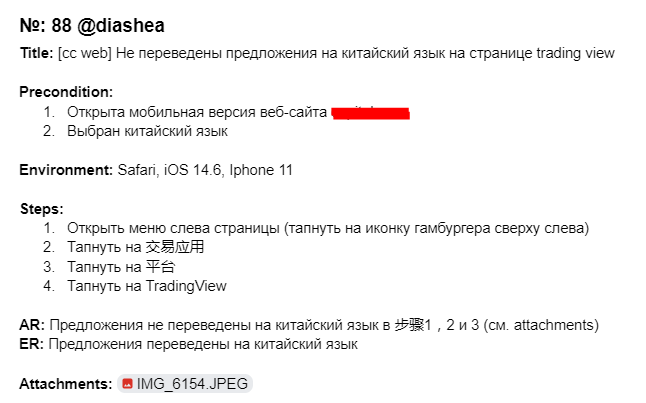 №: 88 @diashea
Title: [cc web] Не переведены предложения на китайский язык на странице trading view
Precondition:
1. Открыта мобильная версия веб-сайта
2. Выбран китайский язык
Environment: Safari, iOS 14.6, Iphone 11
Steps:
1. Открыть меню слева страницы (тапнуть на иконку гамбургера сверху слева)
2. Тапнуть на 交易应用
3. Тапнуть на 平台
4. Тапнуть на TradingView
AR: Предложения не переведены на китайский язык в 步骤1，2 и 3 (см. attachments)
ER: Предложения переведены на китайский язык
Attachments: IMG_6154.JPEG